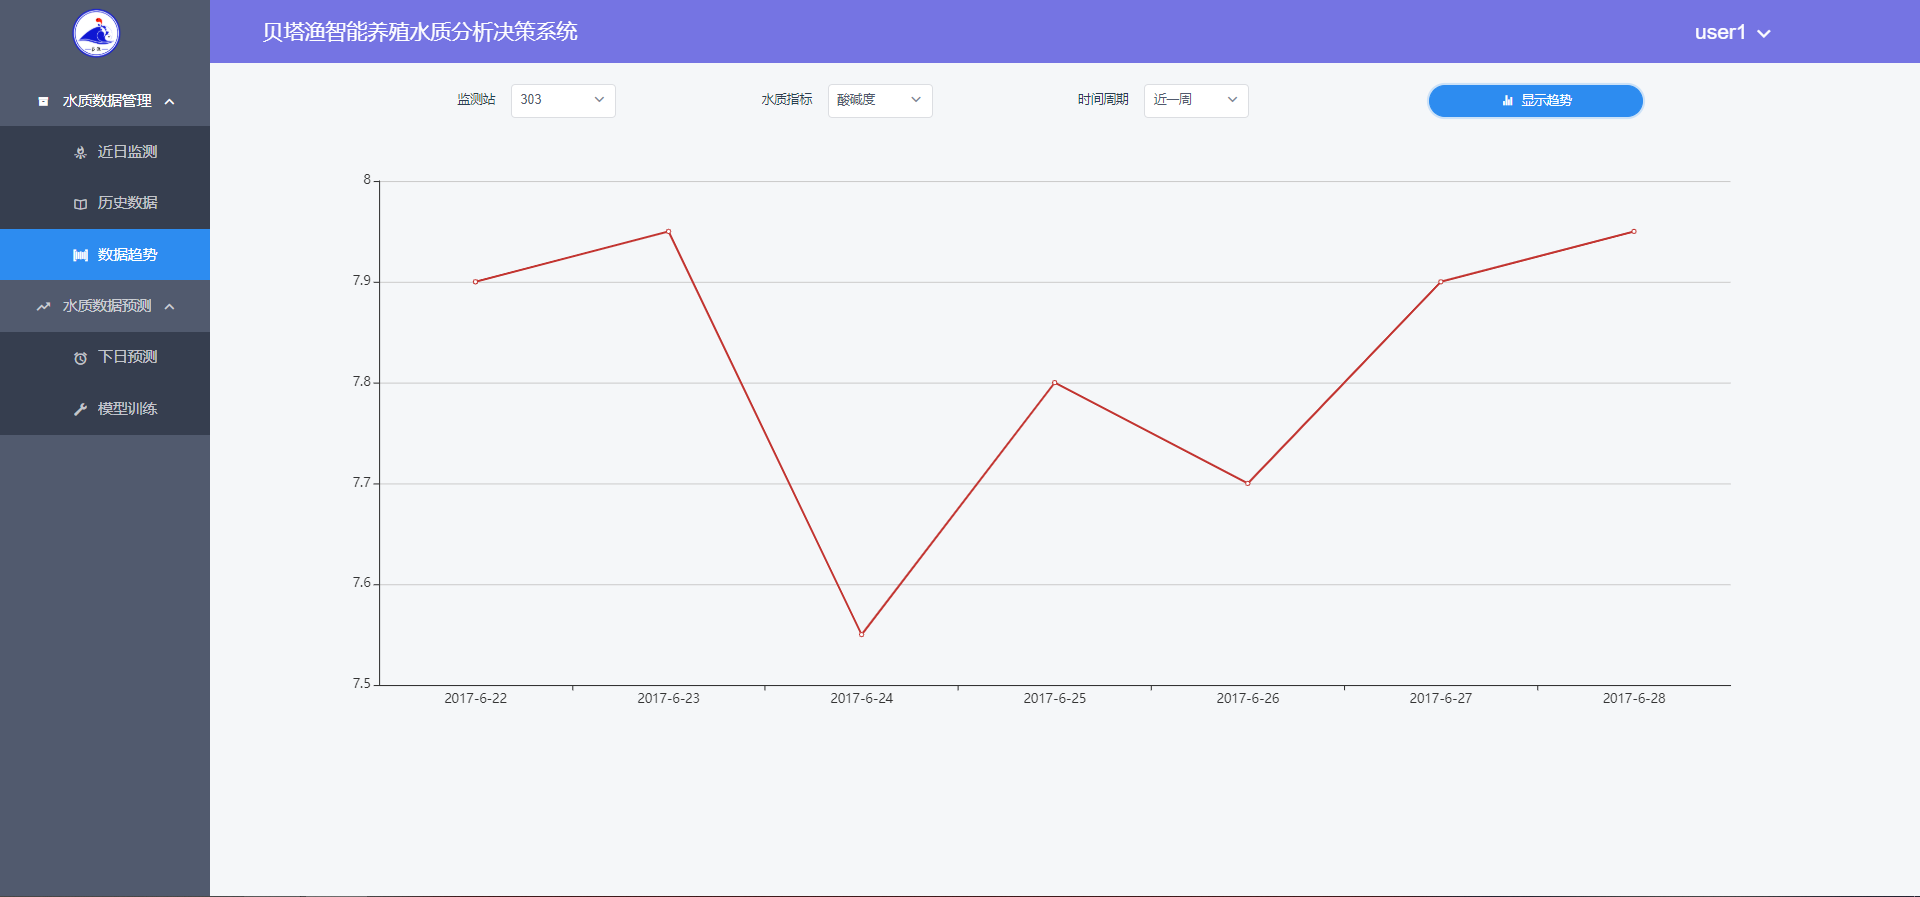 贝塔渔智能养殖水质分析决策系统
user1
水质数据管理
近日监测
历史数据
数据趋势
水质数据预测
下日预测
模型训练
监测站 303 水质指标 酸碱度 时间周期 近一周 显示趋势
8
7.9
7.8
7.7
7.6
7.5
2017-6-22 2017-6-23 2017-6-24 2017-6-25 2017-6-26 2017-6-27 2017-6-28